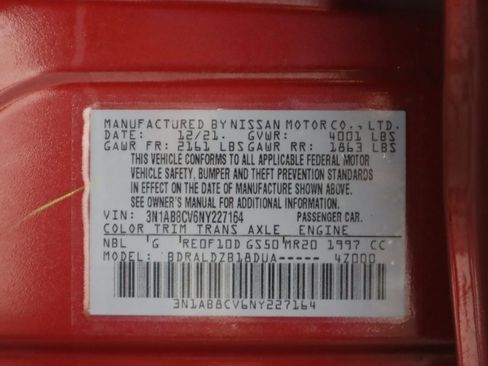 MANUFACTURED BY NISSAN MOTOR CO., LTD.
DATE: 12/21. GVWR: 4001 LBS
GAWR FR: 2161 LBS GAWR RR: 1863 LBS
THIS VEHICLE CONFORMS TO ALL APPLICABLE FEDERAL MOTOR
VEHICLE SAFETY, BUMPER AND THEFT PREVENTION STANDARDS
IN EFFECT ON THE DATE OF MANUFACTURE SHOWN ABOVE.
SEE OWNER'S MANUAL FOR ADDITIONAL INFORMATION.
VIN: 3N1AB8CV6NY227164 PASSENGER CAR.
COLOR TRIM TRANS AXLE ENGINE
NBL G RE0F10D GS50 MR20 1997 CC
MODEL: BDRALDZB18DUA----- 4Z000
3N1AB8CV6NY227164